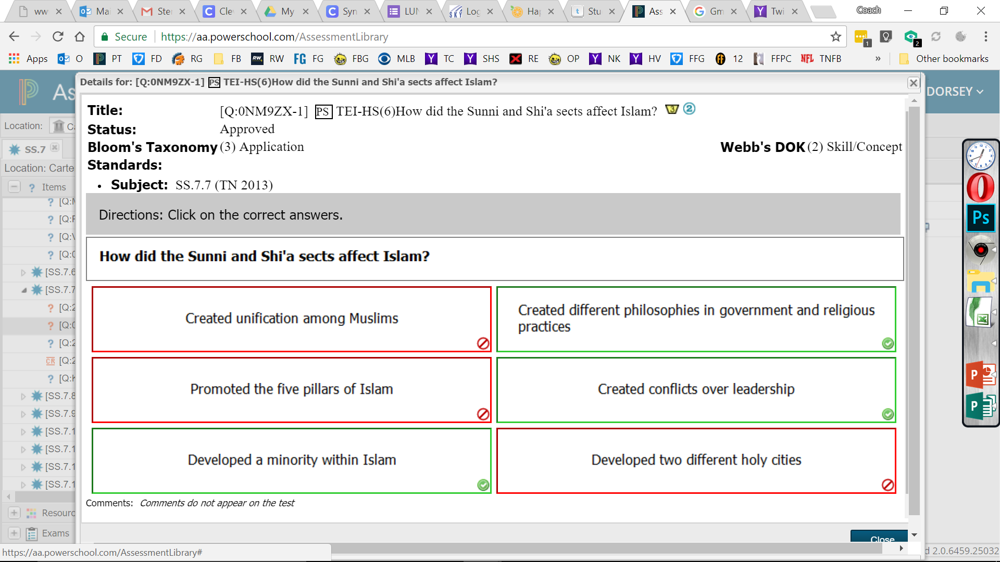 ww
Mai
Ste
Cle
My
Syn
LUN
Log
Ha
Stu
Ass
Gm
Twi
Coach
Secure
https://aa.powerschool.com/AssessmentLibrary
1
2
Apps O PT FD RG FB RW FG FBG MLB TC SHS RE OP NK HV FFG 12 FFPC TNFB » Other bookmarks
As
DORSEY
Details for: [Q:0NM9ZX-1] PS TEI-HS(6)How did the Sunni and Shi'a sects affect Islam?
Title: [Q:0NM9ZX-1] PS TEI-HS(6)How did the Sunni and Shi'a sects affect Islam? 3 2
Status: Approved
Bloom's Taxonomy (3) Application Webb's DOK (2) Skill/Concept
Standards:
• Subject: SS.7.7 (TN 2013)
Directions: Click on the correct answers.
How did the Sunni and Shi'a sects affect Islam?
Created unification among Muslims
Created different philosophies in government and religious
practices
Promoted the five pillars of Islam
Created conflicts over leadership
Developed a minority within Islam
Developed two different holy cities
Comments: Comments do not appear on the test
Close
Location:
SS.7
Location: Carte
Items
[Q:
[Q:F
[Q:
[Q:0
[SS.7.6
[SS.7.7
[Q:2
[Q:0
[Q:2
CR [Q:2
[Q:K
[SS.7.8
[SS.7.9
[SS.7.1
[SS.7.1
[SS.7.1
[SS.7.1
Resourc
Exams
https://aa.powerschool.com/AssessmentLibrary#
d 2.0.6459.25032
Ps